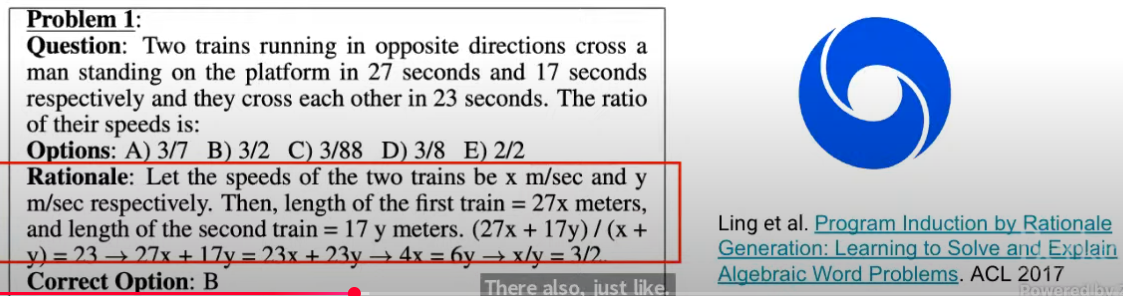 Problem 1:
Question: Two trains running in opposite directions cross a
man standing on the platform in 27 seconds and 17 seconds
respectively and they cross each other in 23 seconds. The ratio
of their speeds is:
Options: A) 3/7 B) 3/2 C) 3/88 D) 3/8 E) 2/2
Rationale: Let the speeds of the two trains be x m/sec and y
m/sec respectively. Then, length of the first train = 27x meters,
and length of the second train = 17 y meters. (27x + 17y) / (x +
y) = 23 → 27x + 17y = 23x + 23y → 4x = 6y → x/y = 3/2.
Correct Option: B
Ling et al. Program Induction by Rationale
Generation: Learning to Solve and Explain
Algebraic Word Problems. ACL 2017
There also, just like.
Powered by